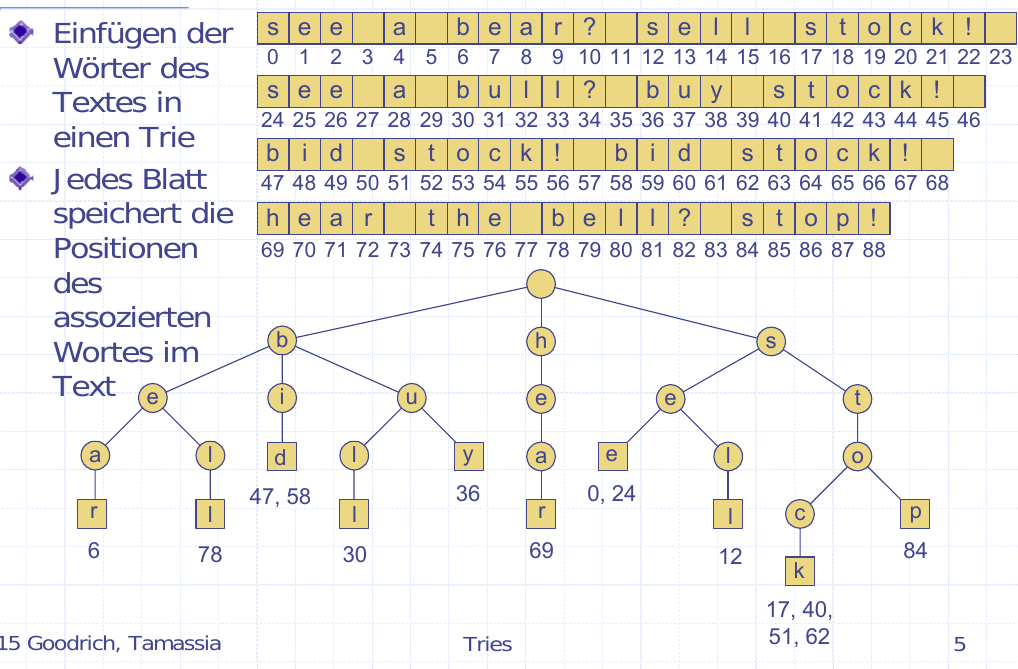 Einfügen der
Wörter des
Textes in
einen Trie
Jedes Blatt
speichert die
Positionen
des
assozierten
Wortes im
Text
s e e a b e a r ? s e l l s t o c k !
0 1 2 3 4 5 6 7 8 9 10 11 12 13 14 15 16 17 18 19 20 21 22 23
s e e a b u l l ? b u y s t o c k !
24 25 26 27 28 29 30 31 32 33 34 35 36 37 38 39 40 41 42 43 44 45 46
b i d s t o c k ! b i d s t o c k !
47 48 49 50 51 52 53 54 55 56 57 58 59 60 61 62 63 64 65 66 67 68
h e a r t h e b e l l ? s t o p !
69 70 71 72 73 74 75 76 77 78 79 80 81 82 83 84 85 86 87 88
b h s
e i u e e t
a l d l y a e l o
47, 58 36 0, 24
r l l r l c p
6 78 30 69 12 84
k
17, 40,
51, 62
15 Goodrich, Tamassia Tries 5